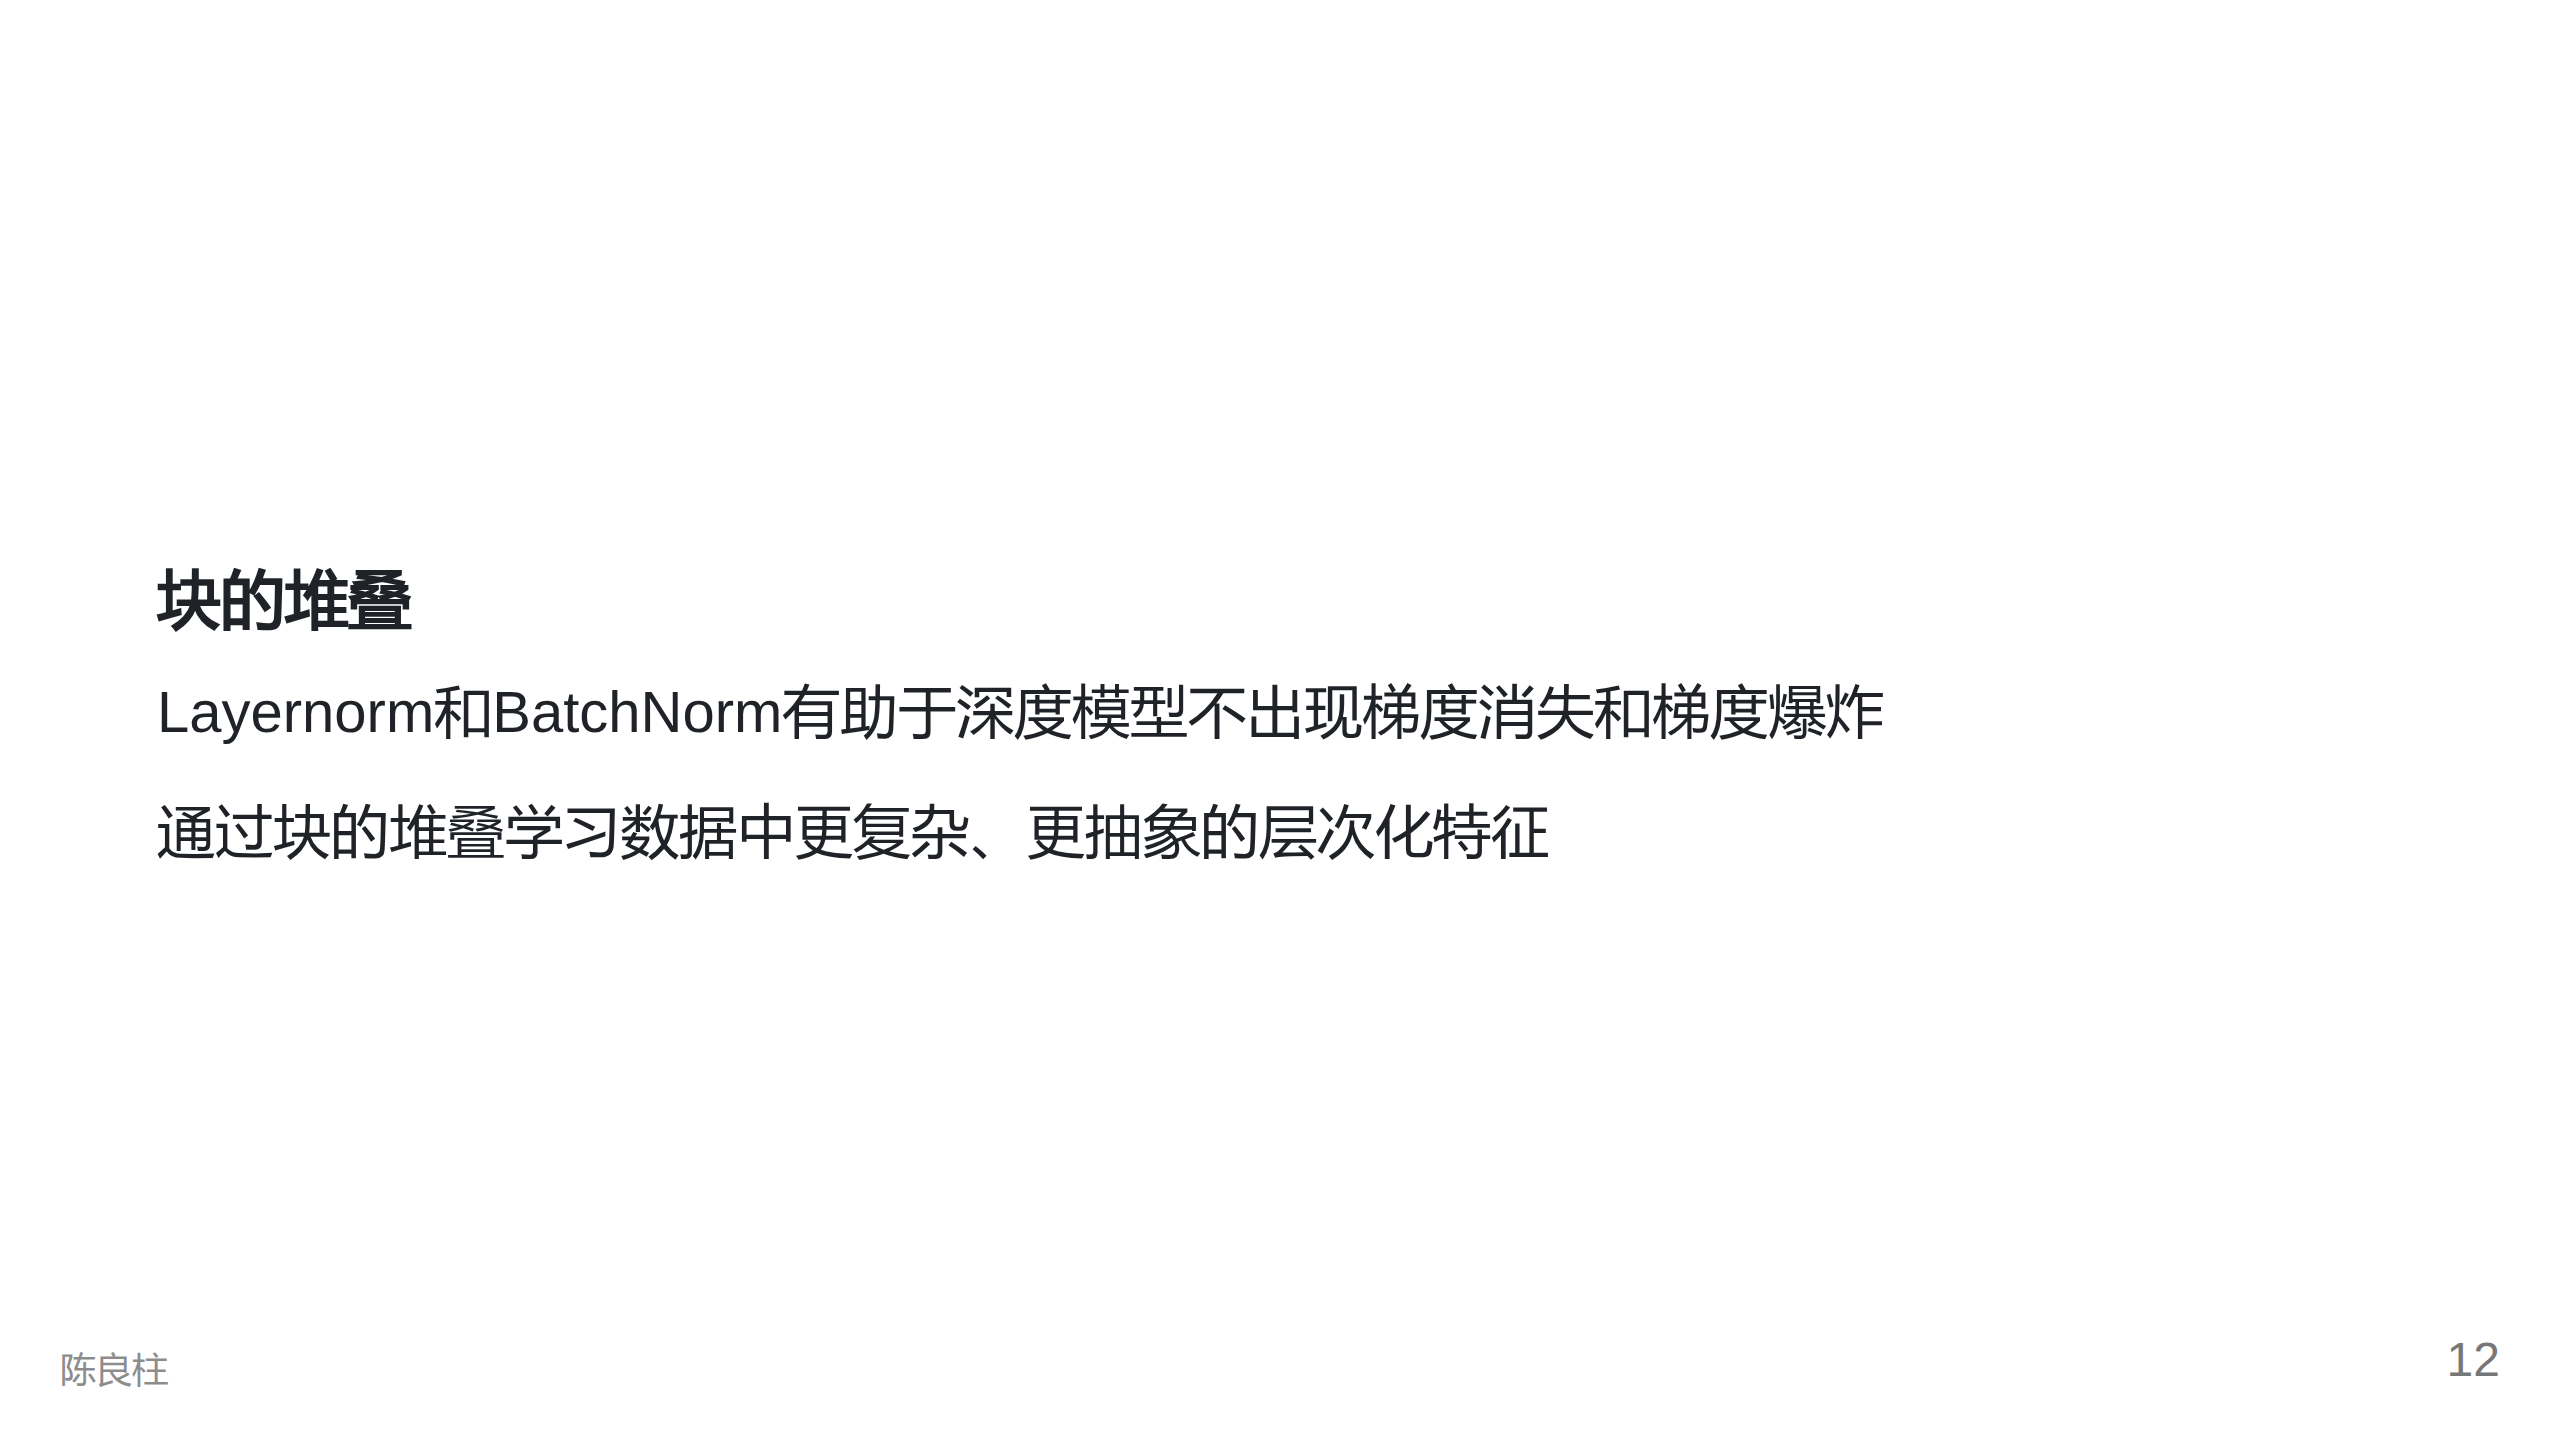 块的堆叠
Layernorm和BatchNorm有助于深度模型不出现梯度消失和梯度爆炸
通过块的堆叠学习数据中更复杂、更抽象的层次化特征
陈良柱
12